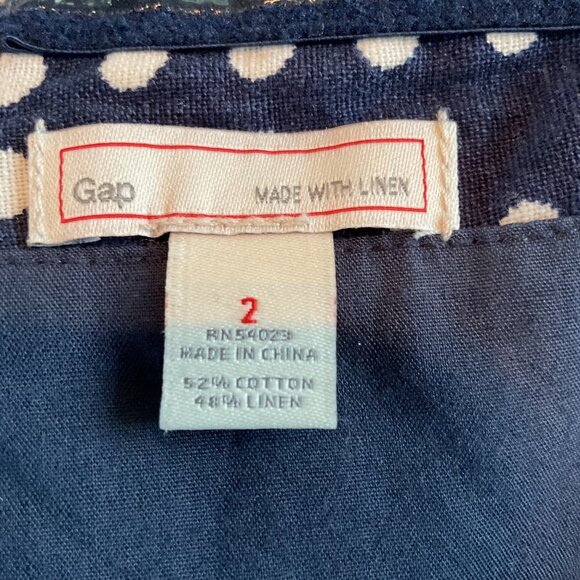 Gap
MADE WITH LINEN
2
RN54023
MADE IN CHINA
52% COTTON
48% LINEN